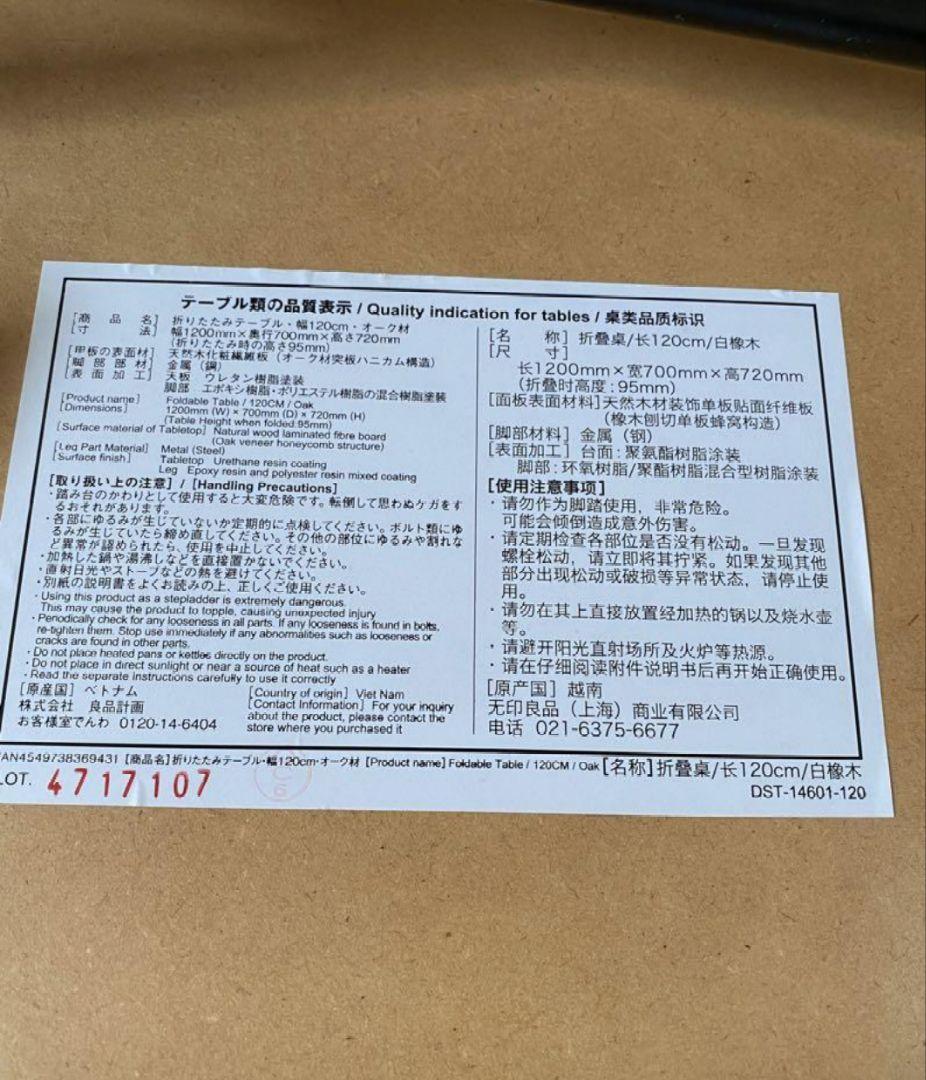 テーブル類の品質表示 / Quality indication for tables / 桌类品质标识
[商品名] 折りたたみテーブル・幅120cm・オーク材
[寸法] 幅1200mm×奥行700mm×高さ720mm
(折りたたみ時の高さ95mm)
[甲板の表面材] 天然木化粧繊維板（オーク材突板ハニカム構造）
[脚部部材] 金属（鋼）
[表面加工] 天板 ウレタン樹脂塗装
脚部 エポキシ樹脂・ポリエステル樹脂の混合樹脂塗装
[Product name] Foldable Table / 120CM / Oak
[Dimensions] 1200mm (W) × 700mm (D) × 720mm (H)
(Table Height when folded 95mm)
[Surface material of Tabletop] Natural wood laminated fibre board
(Oak veneer honeycomb structure)
[Leg Part Material] Metal (Steel)
[Surface finish] Tabletop Urethane resin coating
Leg Epoxy resin and polyester resin mixed coating
[取り扱い上の注意] / [Handling Precautions]
・踏み台のかわりとして使用すると大変危険です。転倒して思わぬケガをす
るおそれがあります。
・各部にゆるみが生じていないか定期的に点検してください。ボルト類にゆ
るみが生じていたら締め直してください。その他の部位にゆるみや割れな
ど異常が認められたら、使用を中止してください。
・加熱した鍋や湯沸しなどを直接置かないでください。
・直射日光やストーブなどの熱を避けてください。
・別紙の説明書をよくお読みの上、正しくご使用ください。
・Using this product as a stepladder is extremely dangerous.
This may cause the product to topple, causing unexpected injury
・Periodically check for any looseness in all parts. If any looseness is found in bolts,
re-tighten them. Stop use immediately if any abnormalities such as looseness or
cracks are found in other parts.
・Do not place heated pans or kettles directly on the product.
・Do not place in direct sunlight or near a source of heat such as a heater
・Read the separate instructions carefully to use it correctly
[原産国] ベトナム
株式会社 良品計画
お客様室でんわ 0120-14-6404
[Country of origin] Viet Nam
[Contact Information] For your inquiry
about the product, please contact the
store where you purchased it
[名称] 折叠桌/长120cm/白橡木
[尺寸]
长1200mm×宽700mm×高720mm
(折叠时高度:95mm)
[面板表面材料]天然木材装饰单板贴面纤维板
(橡木刨切单板蜂窝构造)
[脚部材料] 金属（钢）
[表面加工] 台面:聚氨酯树脂涂装
脚部:环氧树脂/聚酯树脂混合型树脂涂装
[使用注意事项]
・请勿作为脚踏使用，非常危险。
可能会倾倒造成意外伤害。
・请定期检查各部位是否没有松动。一旦发现
螺栓松动，请立即将其拧紧。如果发现其他
部分出现松动或破损等异常状态，请停止使
用。
・请勿在其上直接放置经加热的锅以及烧水壶
等。
・请避开阳光直射场所及火炉等热源。
・请在仔细阅读附件说明书后再开始正确使用。
[原产国] 越南
无印良品（上海）商业有限公司
电话 021-6375-6677
AN4549738369431 [商品名]折りたたみテーブル・幅120cm・オーク材 [Product name] Foldable Table / 120CM / Oak [名称]折叠桌/长120cm/白橡木
LOT. 4717107
DST-14601-120